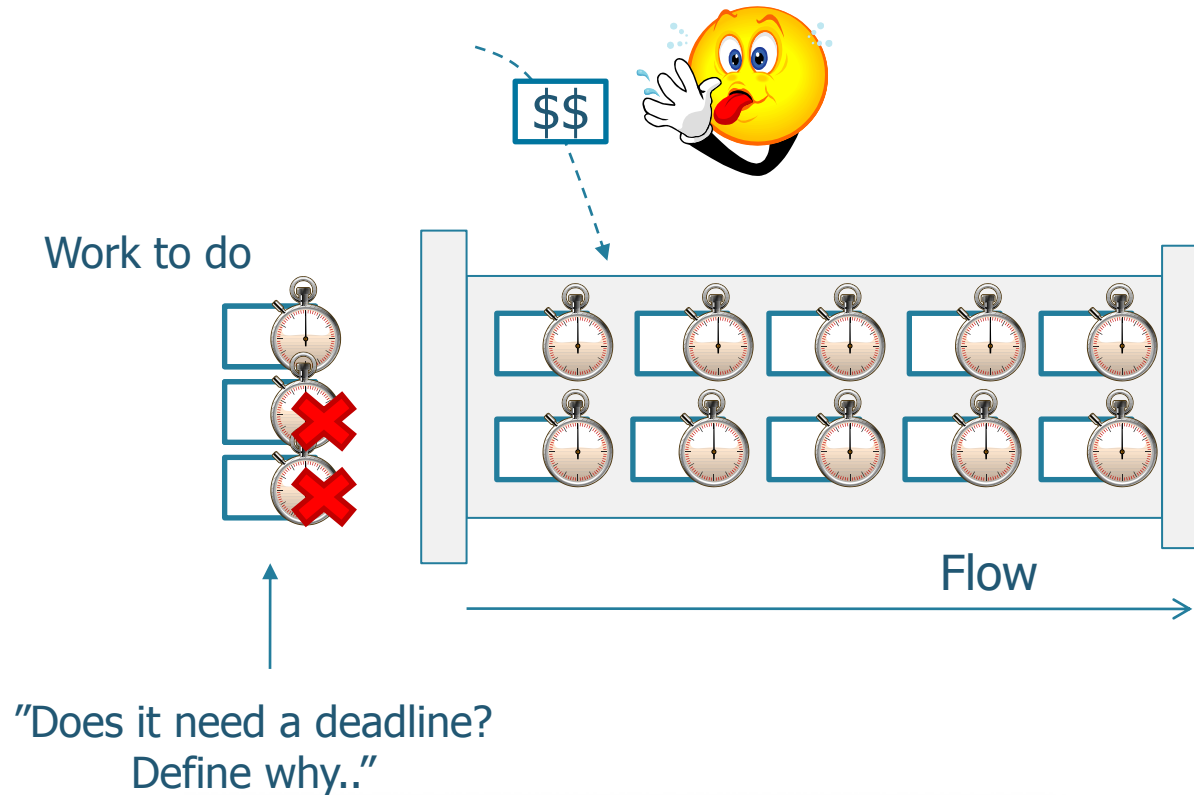 $$
Work to do
Flow
”Does it need a deadline?
Define why..”